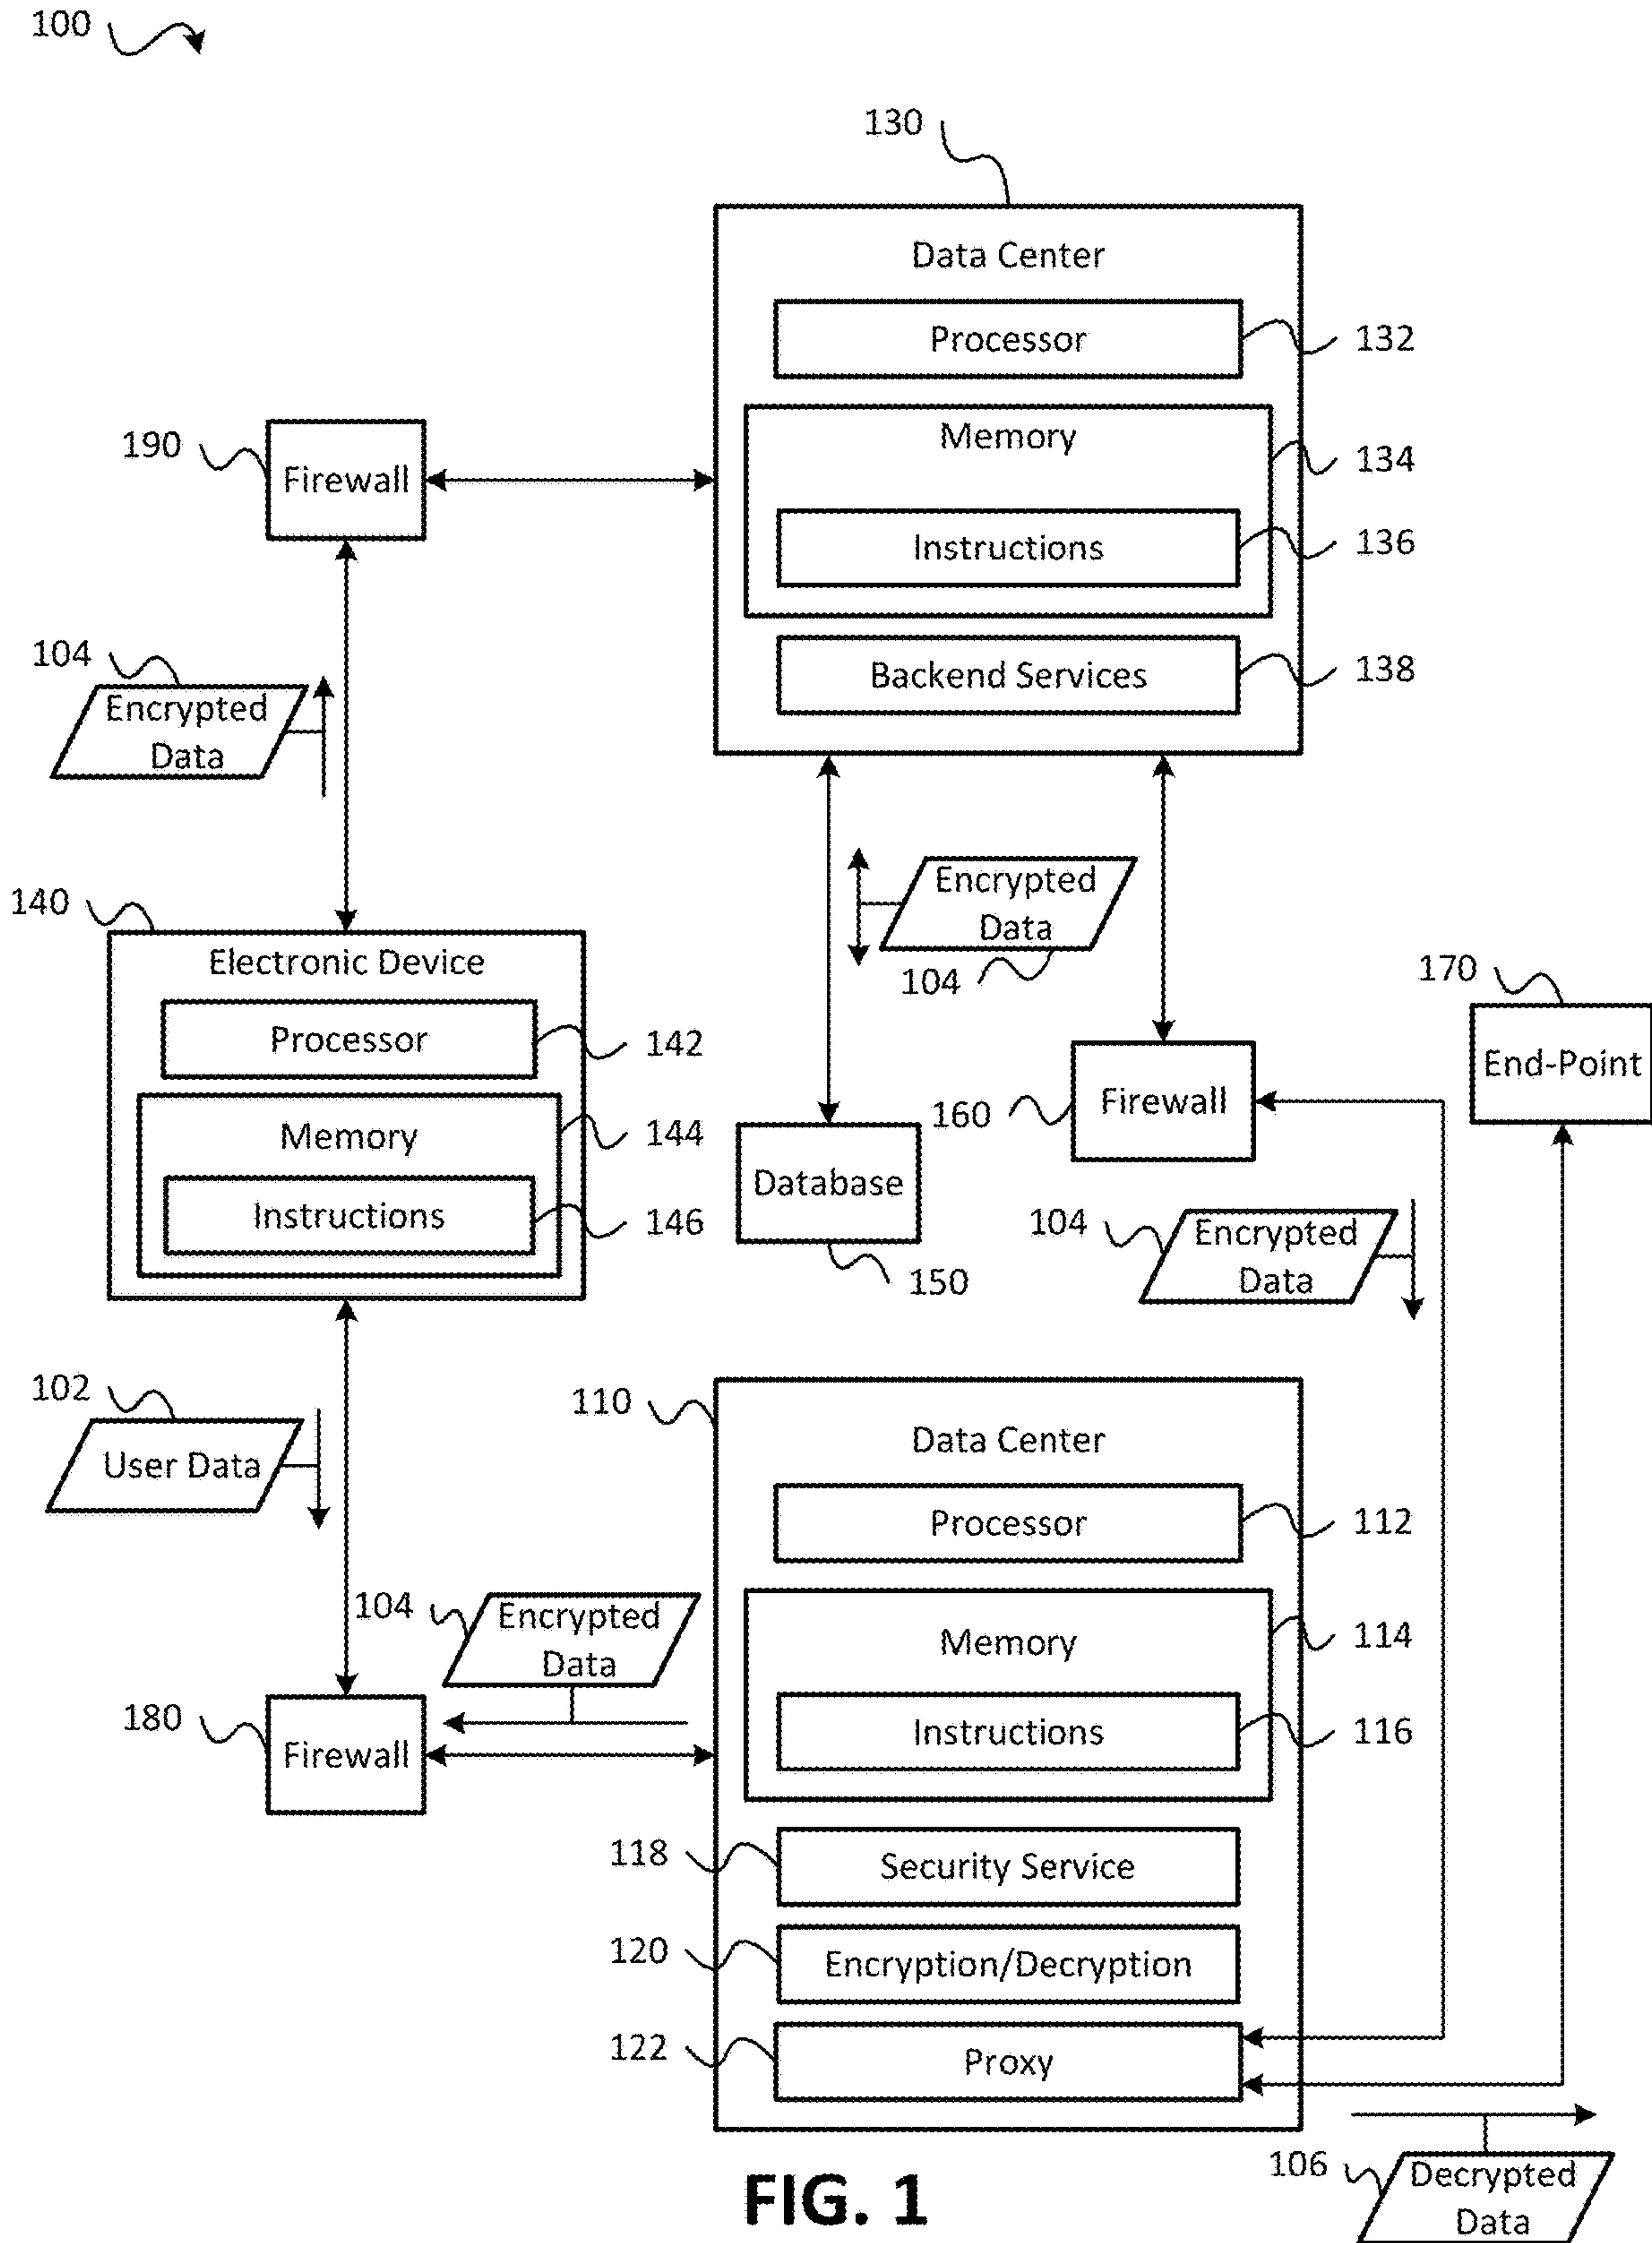 100
130
Data Center
Processor
132
Memory
134
Instructions
136
Backend Services
138
190
Firewall
104
Encrypted
Data
140
Electronic Device
Processor
142
Memory
144
Instructions
146
Encrypted
Data
104
170
End-Point
160
Firewall
Database
150
104
Encrypted
Data
102
User Data
110
Data Center
Processor
112
Memory
114
Instructions
116
104
Encrypted
Data
180
Firewall
118
Security Service
120
Encryption/Decryption
122
Proxy
106
Decrypted
Data
FIG. 1